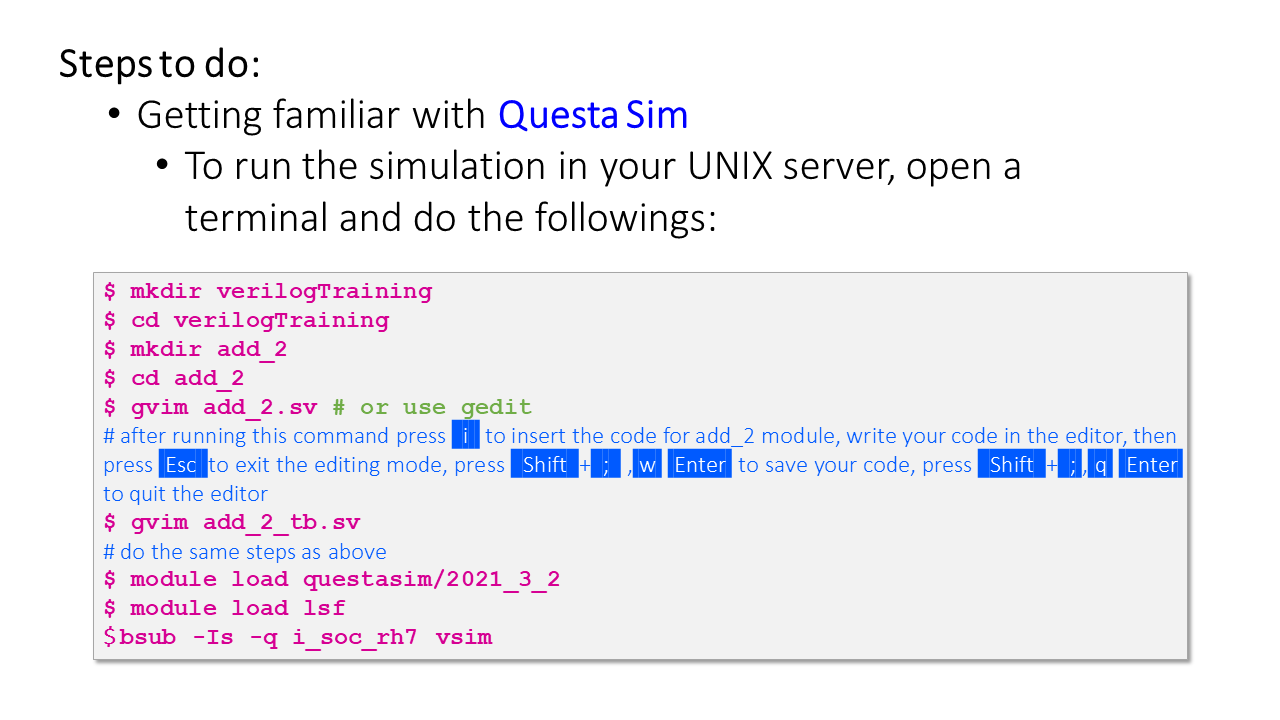 Steps to do:
• Getting familiar with Questa Sim
• To run the simulation in your UNIX server, open a
terminal and do the followings:
$ mkdir verilogTraining
$ cd verilogTraining
$ mkdir add_2
$ cd add_2
$ gvim add_2.sv # or use gedit
# after running this command press i to insert the code for add_2 module, write your code in the editor, then
press Esc to exit the editing mode, press Shift + ; , w Enter to save your code, press Shift + ; , q Enter
to quit the editor
$ gvim add_2_tb.sv
# do the same steps as above
$ module load questasim/2021_3_2
$ module load lsf
$bsub -Is -q i_soc_rh7 vsim